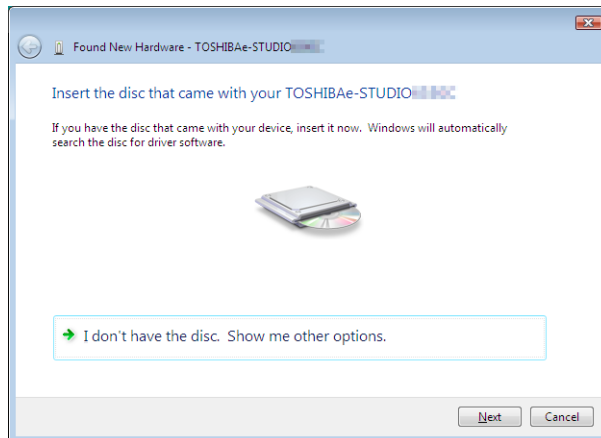 Found New Hardware - TOSHIBAe-STUDIO
Insert the disc that came with your TOSHIBAe-STUDIO
If you have the disc that came with your device, insert it now.  Windows will automatically
search the disc for driver software.
I don't have the disc.  Show me other options.
Next
Cancel